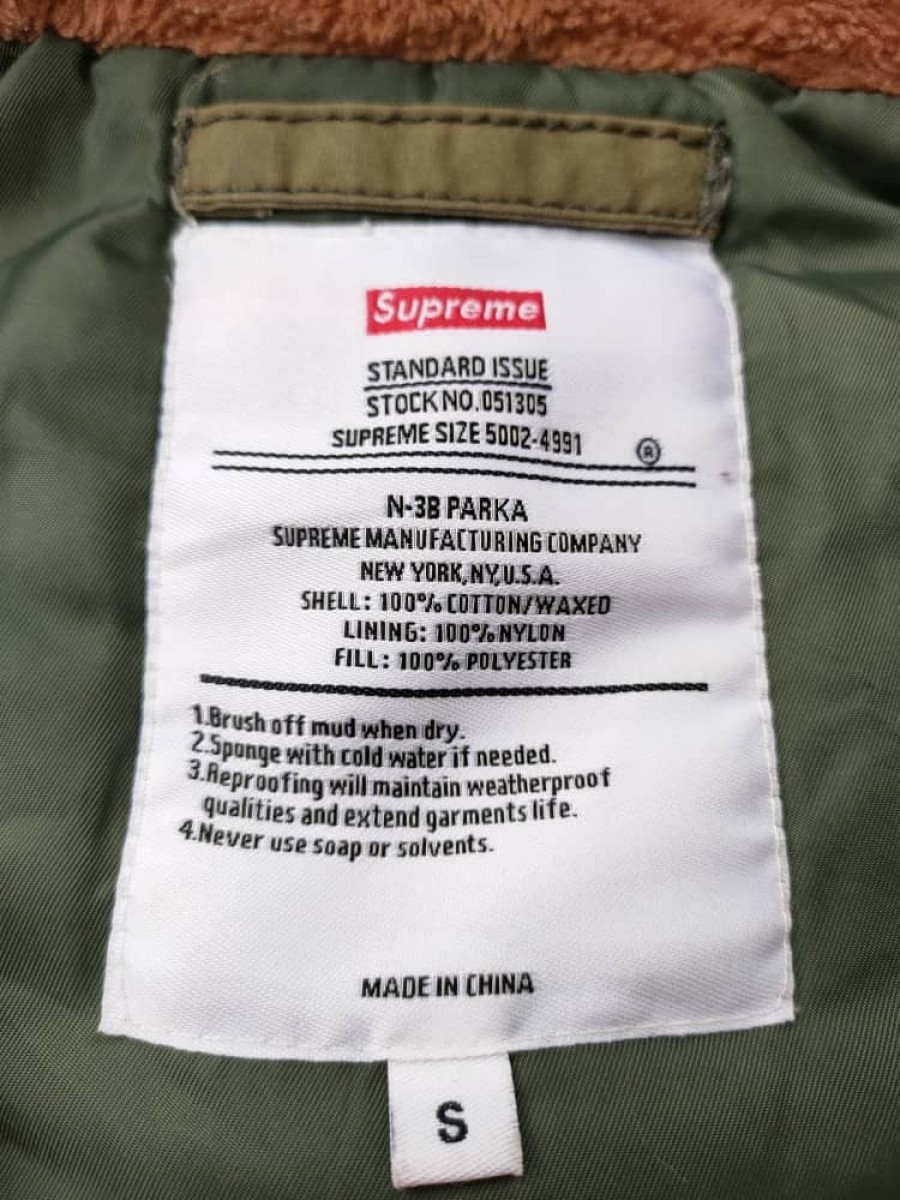 Supreme
STANDARD ISSUE
STOCK NO.051305
SUPREME SIZE 5002-4991 ®
N-3B PARKA
SUPREME MANUFACTURING COMPANY
NEW YORK,NY,U.S.A.
SHELL: 100% COTTON/WAXED
LINING: 100% NYLON
FILL: 100% POLYESTER
1.Brush off mud when dry.
2.Sponge with cold water if needed.
3.Reproofing will maintain weatherproof
qualities and extend garments life.
4.Never use soap or solvents.
MADE IN CHINA
S